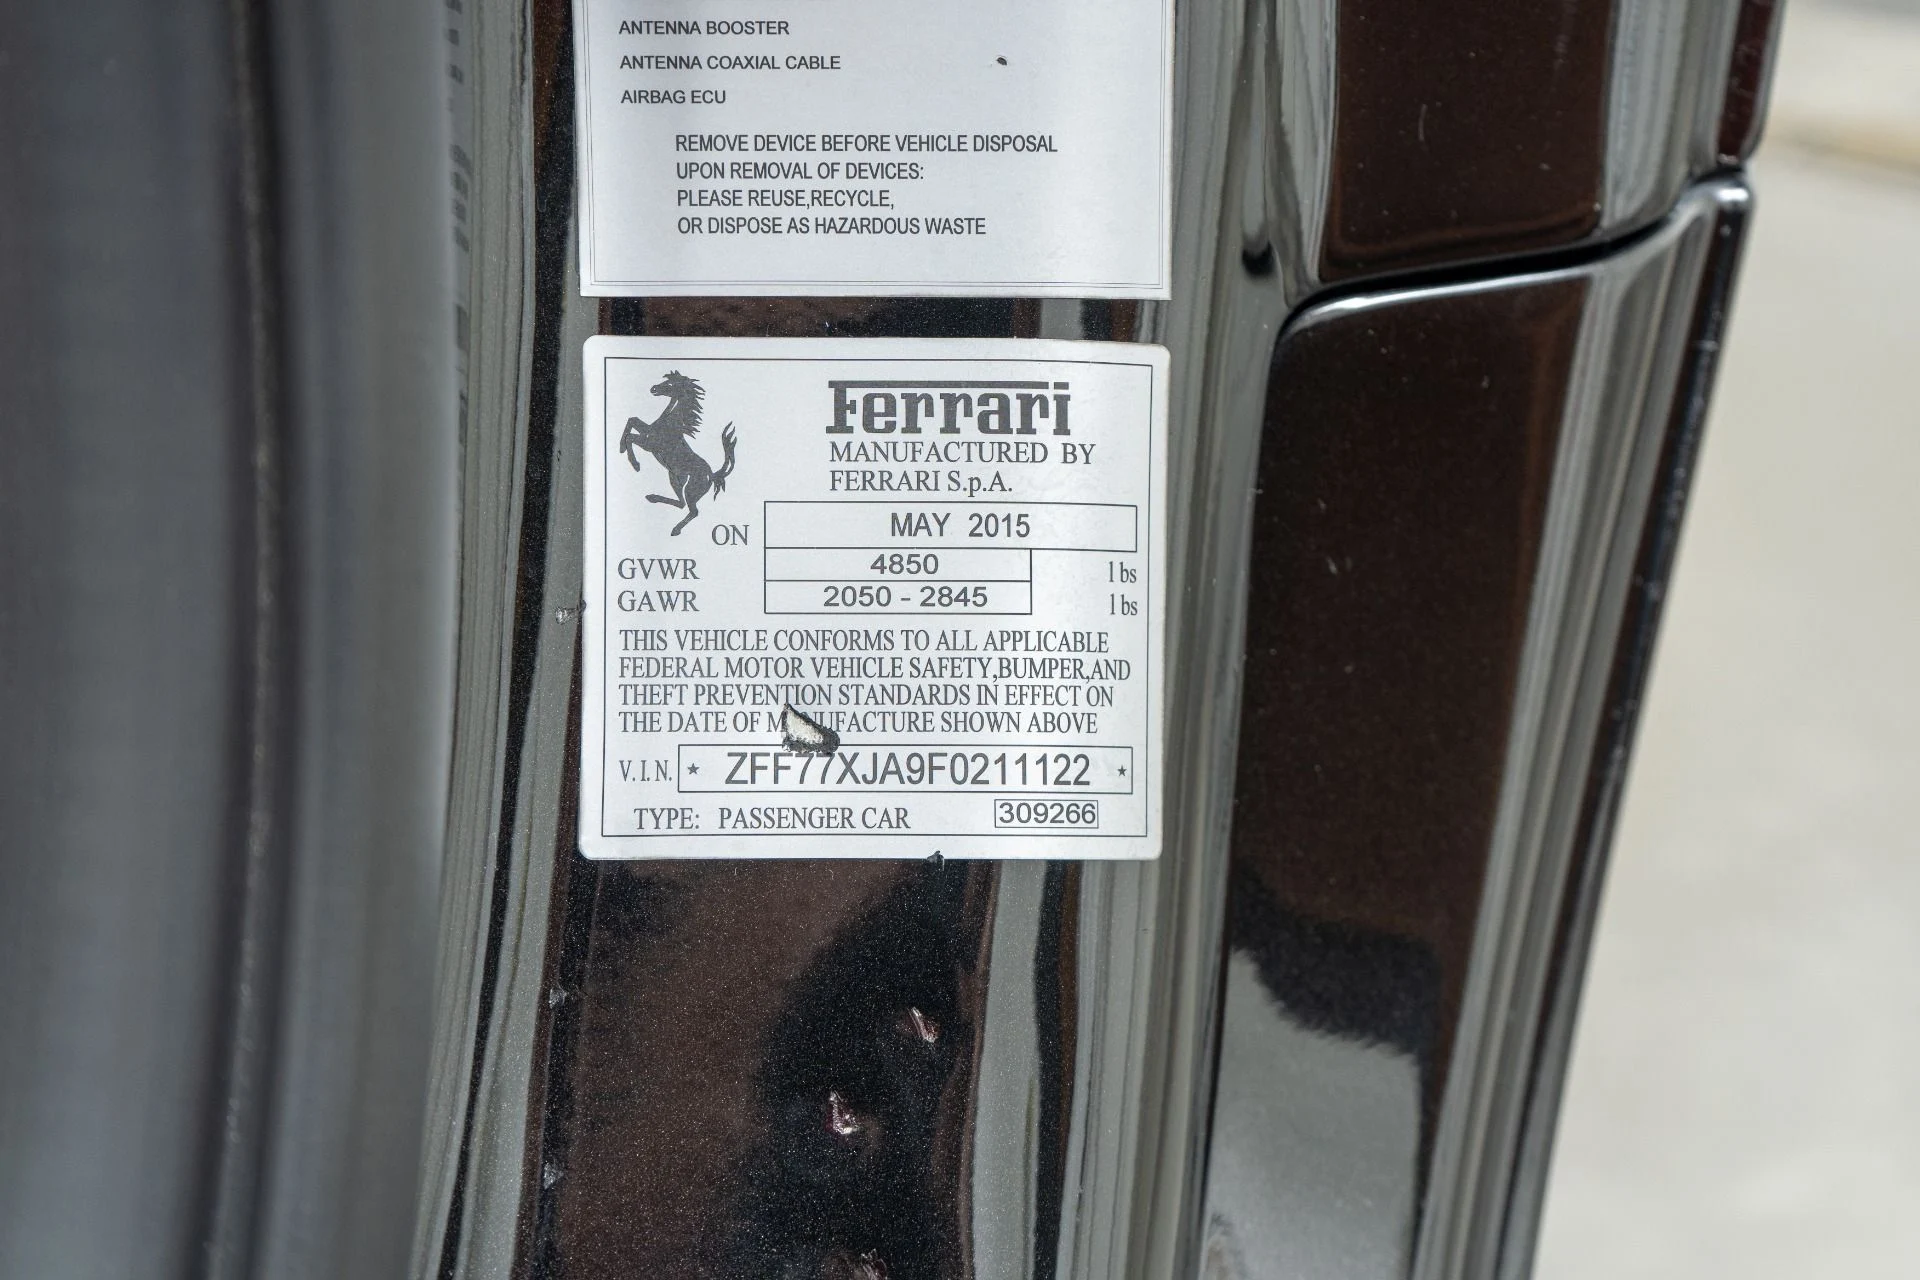 ANTENNA BOOSTER
ANTENNA COAXIAL CABLE
AIRBAG ECU
REMOVE DEVICE BEFORE VEHICLE DISPOSAL
UPON REMOVAL OF DEVICES:
PLEASE REUSE,RECYCLE,
OR DISPOSE AS HAZARDOUS WASTE
Ferrari
MANUFACTURED BY
FERRARI S.p.A.
ON MAY 2015
GVWR 4850 lbs
GAWR 2050 - 2845 lbs
THIS VEHICLE CONFORMS TO ALL APPLICABLE
FEDERAL MOTOR VEHICLE SAFETY,BUMPER,AND
THEFT PREVENTION STANDARDS IN EFFECT ON
THE DATE OF MANUFACTURE SHOWN ABOVE
V.I.N. * ZFF77XJA9F0211122 *
TYPE: PASSENGER CAR 309266